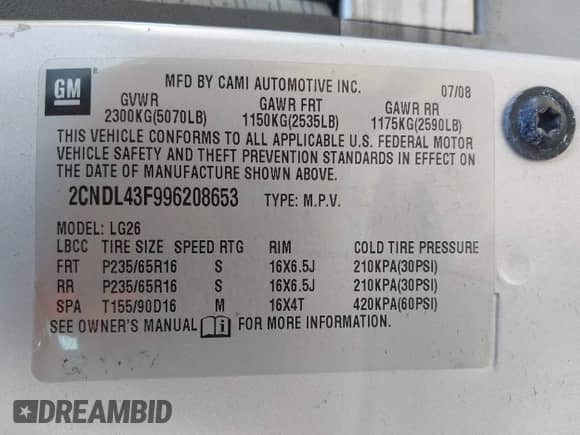 GM
MFD BY CAMI AUTOMOTIVE INC. 07/08
GVWR GAWR FRT GAWR RR
2300KG(5070LB) 1150KG(2535LB) 1175KG(2590LB)
THIS VEHICLE CONFORMS TO ALL APPLICABLE U.S. FEDERAL MOTOR
VEHICLE SAFETY AND THEFT PREVENTION STANDARDS IN EFFECT ON
THE DATE OF MANUFACTURE SHOWN ABOVE.
2CNDL43F996208653 TYPE: M.P.V.
MODEL: LG26
LBCC TIRE SIZE SPEED RTG RIM COLD TIRE PRESSURE
FRT P235/65R16 S 16X6.5J 210KPA(30PSI)
RR P235/65R16 S 16X6.5J 210KPA(30PSI)
SPA T155/90D16 M 16X4T 420KPA(60PSI)
SEE OWNER'S MANUAL i FOR MORE INFORMATION.
DREAMBID